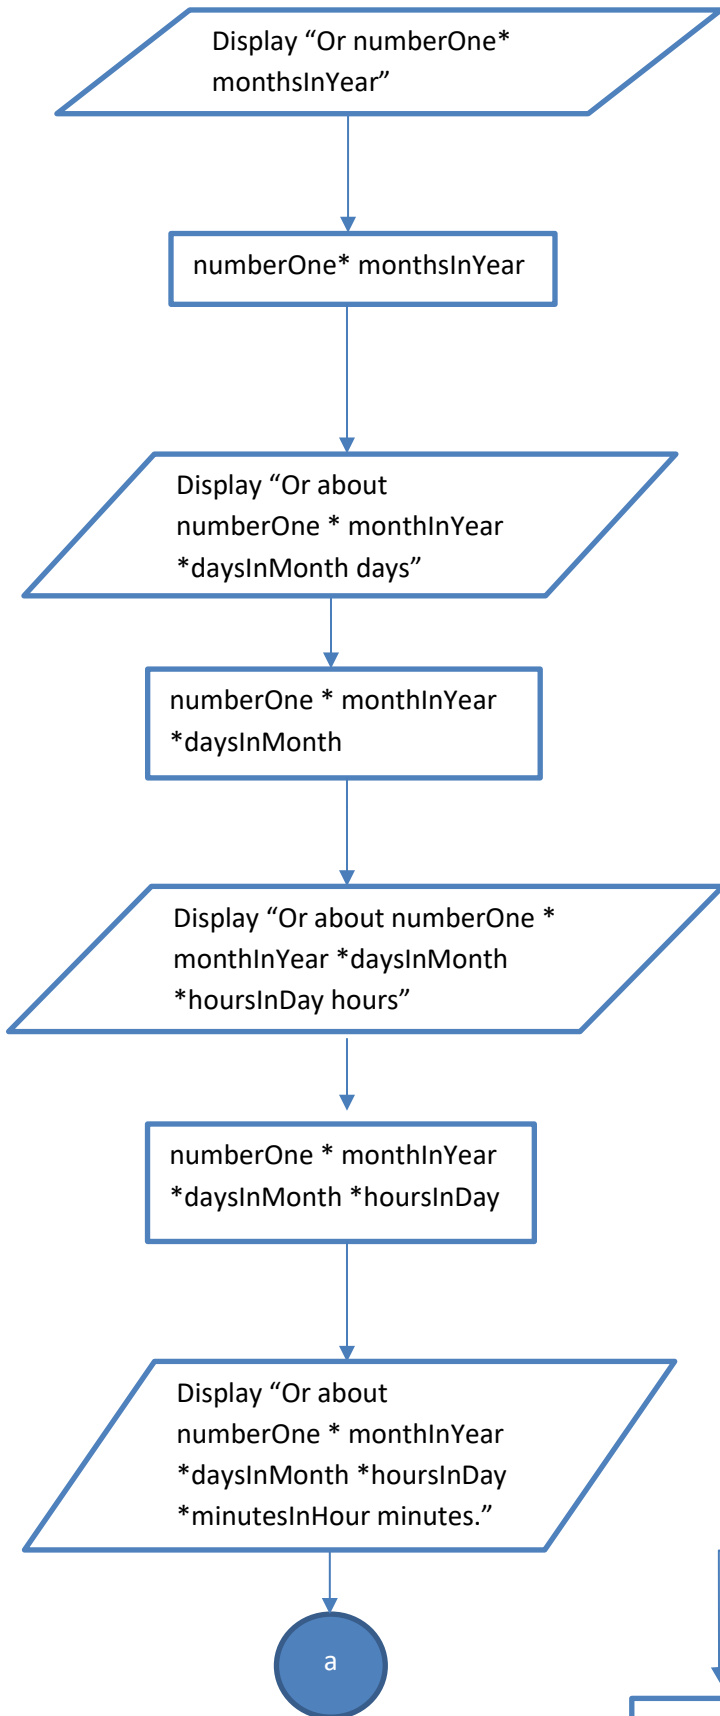 Display “Or numberOne*
monthsInYear”
numberOne* monthsInYear
Display “Or about
numberOne * monthInYear
*daysInMonth days”
numberOne * monthInYear
*daysInMonth
Display “Or about numberOne *
monthInYear *daysInMonth
*hoursInDay hours”
numberOne * monthInYear
*daysInMonth *hoursInDay
Display “Or about
numberOne * monthInYear
*daysInMonth *hoursInDay
*minutesInHour minutes.”
a